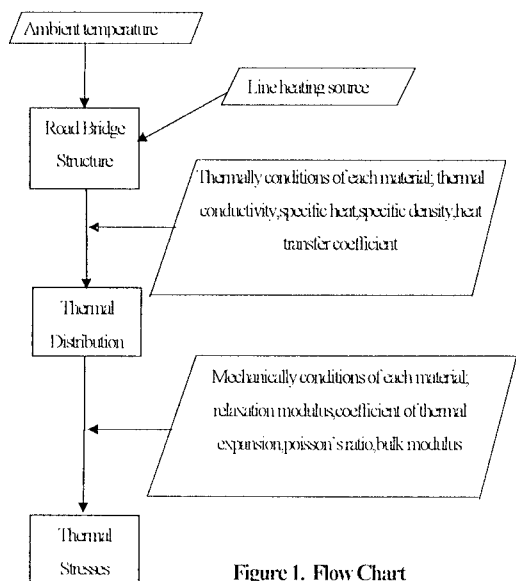 Ambient temperature
Line heating source
Road Bridge
Structure
Thermally conditions of each material; thermal
conductivity,specific heat,specific density,heat
transfer coefficient
Thermal
Distribution
Mechanically conditions of each material;
relaxation modulus,coefficient of thermal
expansion,poisson`s ratio,bulk modulus
Thermal
Stresses
Figure 1. Flow Chart